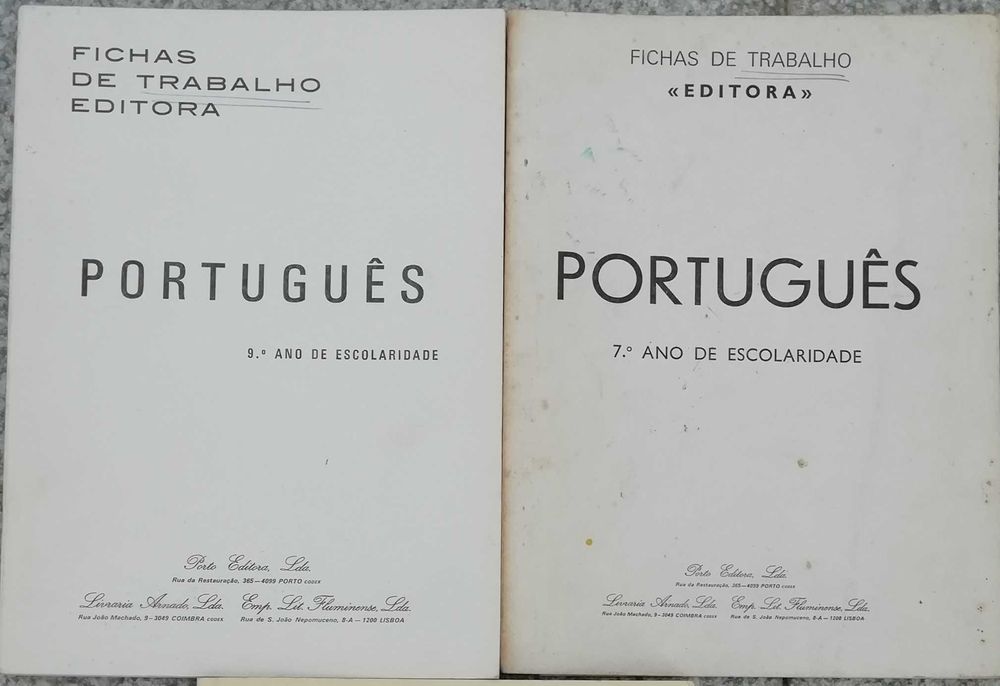 FICHAS
DE TRABALHO
EDITORA
PORTUGUÊS
9.º ANO DE ESCOLARIDADE
Porto Editora, Lda.
Rua da Restauração, 365—4099 PORTO CODEX
Livraria Arnado, Lda. Emp. Lit. Fluminense, Lda.
Rua João Machado, 9-3049 COIMBRA CODEX Rua de S. João Nepomuceno, 8-A — 1200 LISBOA
FICHAS DE TRABALHO
«EDITORA»
PORTUGUÊS
7.º ANO DE ESCOLARIDADE
Porto Editora, Lda.
Rua da Restauração, 365—4099 PORTO CODEX
Livraria Arnado, Lda. Emp. Lit. Fluminense, Lda.
Rua João Machado, 9-3049 COIMBRA CODEX Rua de S. João Nepomuceno, 8-A — 1200 LISBOA